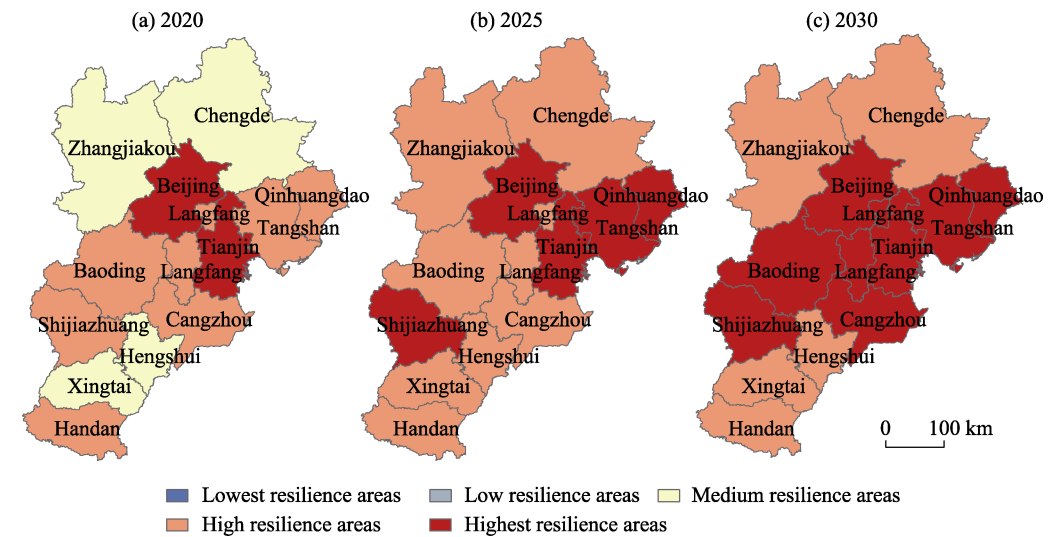 (a) 2020
(b) 2025
(c) 2030
Chengde
Zhangjiakou
Beijing
Qinhuangdao
Langfang
Tangshan
Tianjin
Baoding
Langfang
Cangzhou
Shijiazhuang
Hengshui
Xingtai
Handan
Chengde
Zhangjiakou
Beijing
Qinhuangdao
Langfang
Tangshan
Tianjin
Baoding
Langfang
Cangzhou
Shijiazhuang
Hengshui
Xingtai
Handan
Chengde
Zhangjiakou
Beijing
Qinhuangdao
Langfang
Tangshan
Tianjin
Baoding
Langfang
Cangzhou
Shijiazhuang
Hengshui
Xingtai
Handan
0 100 km
Lowest resilience areas
Low resilience areas
Medium resilience areas
High resilience areas
Highest resilience areas